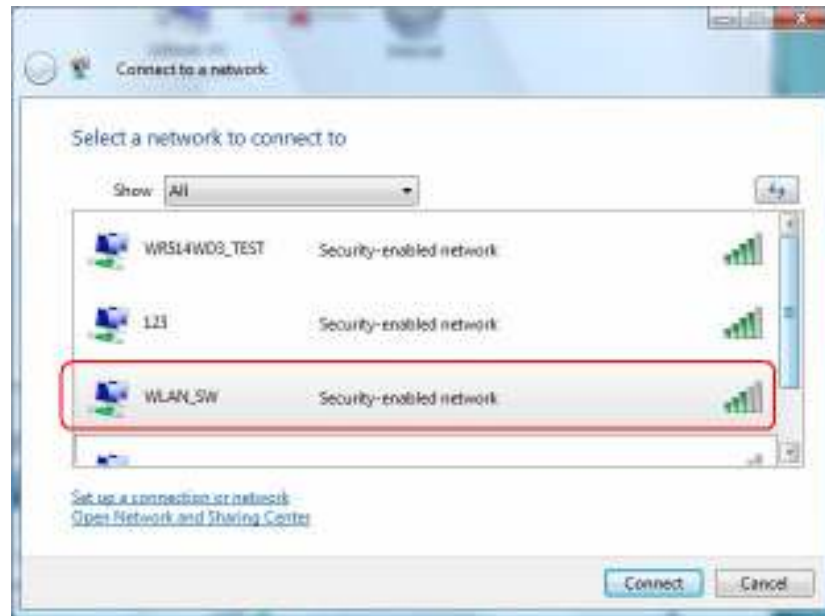 Connect to a network
Select a network to connect to
Show All
WR514WD3_TEST Security-enabled network
123 Security-enabled network
WLAN_SW Security-enabled network
Set up a connection or network
Open Network and Sharing Center
Connect Cancel